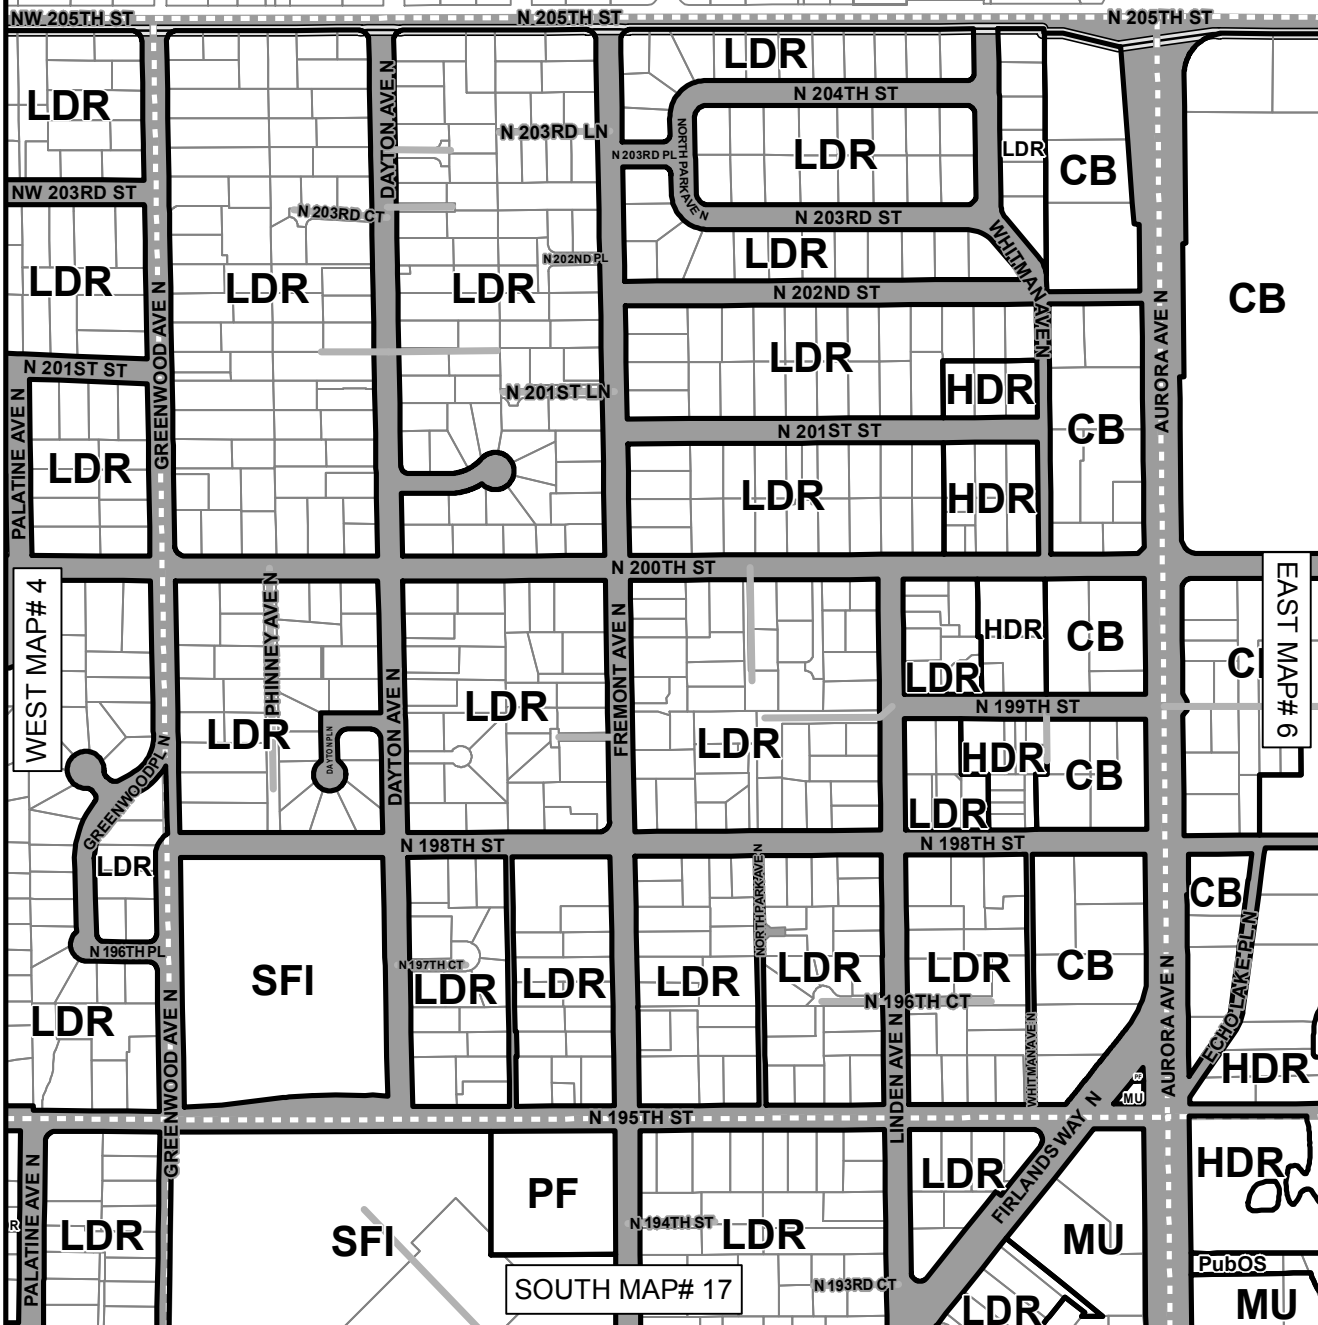 NW 205TH ST
N 205TH ST
N 205TH ST
LDR
DAYTON AVE N
N 204TH ST
LDR
N 203RD LN
NORTH PARK AVE N
N 203RD PL
LDR
LDR
CB
NW 203RD ST
N 203RD CT
N 203RD ST
WHITMAN AVE N
LDR
N 202ND PL
LDR
LDR
LDR
N 202ND ST
CB
GREENWOOD AVE N
AURORA AVE N
LDR
N 201ST ST
N 201ST LN
HDR
PALATINE AVE N
N 201ST ST
CB
LDR
LDR
HDR
N 200TH ST
WEST MAP# 4
EAST MAP# 6
PHINNEY AVE N
FREMONT AVE N
HDR
CB
LDR
DAYTON AVE N
LDR
N 199TH ST
LDR
DAYTON PL N
LDR
HDR
CB
GREENWOOD PL N
LDR
N 198TH ST
N 198TH ST
LDR
NORTH PARK AVE N
CB
N 196TH PL
N 197TH CT
SFI
LDR
LDR
LDR
LDR
LDR
CB
ECHO LAKE PL N
N 196TH CT
LDR
GREENWOOD AVE N
LINDEN AVE N
WHITMAN AVE N
AURORA AVE N
HDR
PF
MU
N 195TH ST
FIRLANDS WAY N
PALATINE AVE N
PF
LDR
HDR
R
LDR
SFI
N 194TH ST
LDR
MU
PubOS
SOUTH MAP# 17
N 193RD CT
LDR
MU